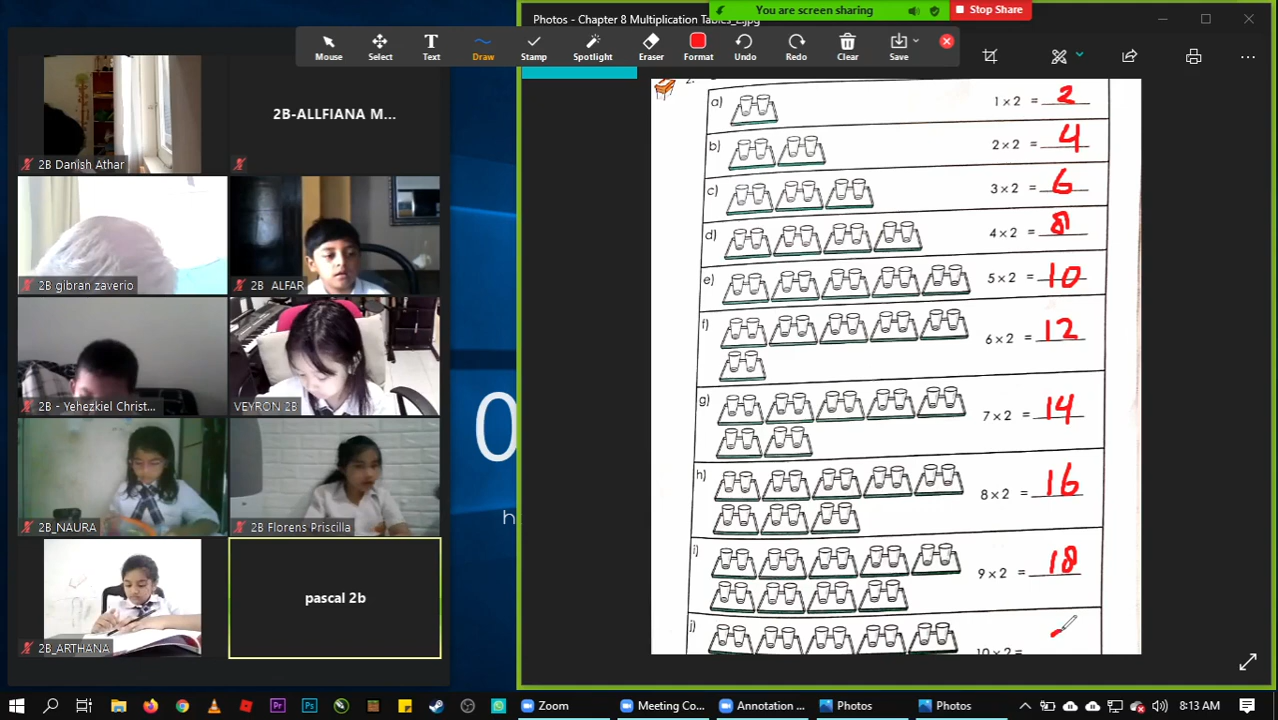 Photos - Chapter 8 Multiplication Tables_2.jpg
You are screen sharing
Stop Share
Mouse
Select
Text
Draw
Stamp
Spotlight
Eraser
Format
Undo
Redo
Clear
Save
2B Danish Athar
2B-ALLFIANA M...
2B gibran zaverio
2B ALFAR
2B - Yehezkiel Christ...
VEYRON 2B
2B_NAURA
2B Florens Priscilla
2B_ARTHANA
pascal 2b
0
h
2.
a) 1 × 2 = 2
b) 2 × 2 = 4
c) 3 × 2 = 6
d) 4 × 2 = 8
e) 5 × 2 = 10
f) 6 × 2 = 12
g) 7 × 2 = 14
h) 8 × 2 = 16
i) 9 × 2 = 18
j) 10 × 2 =
Zoom
Meeting Co...
Annotation ...
Photos
Photos
8:13 AM